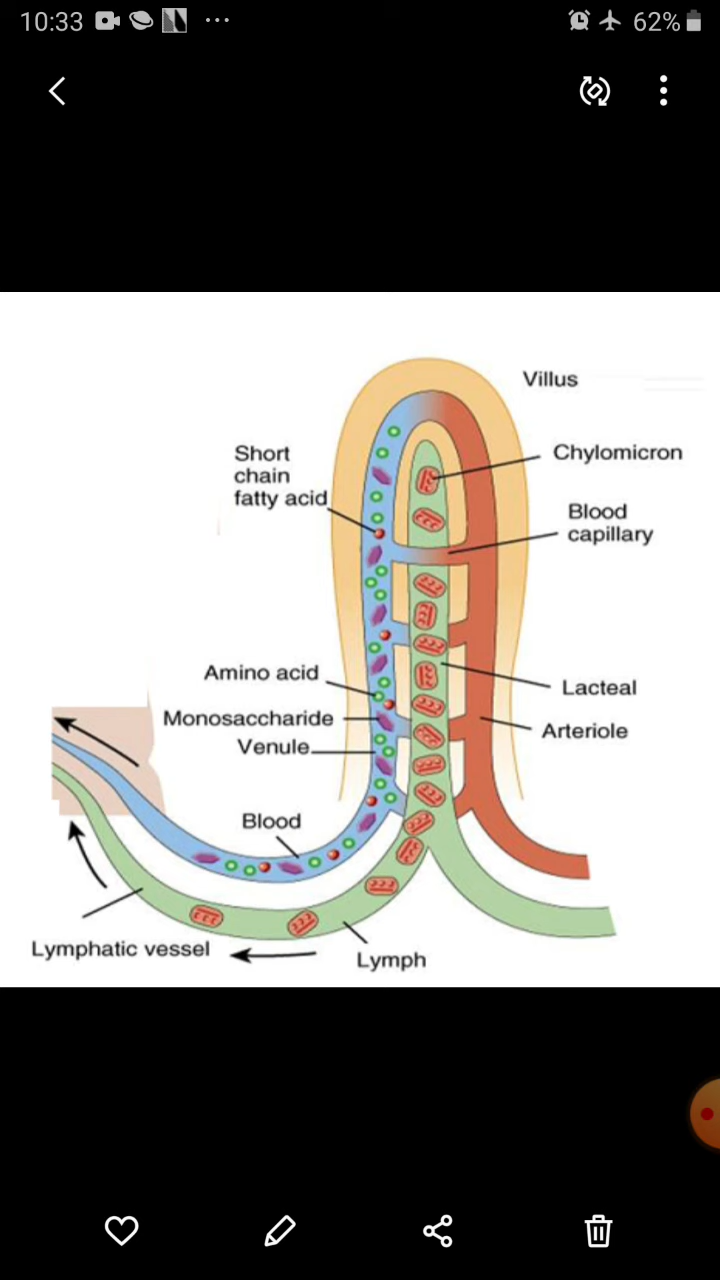 10:33
62%
Villus
Short
chain
fatty acid
Chylomicron
Blood
capillary
Amino acid
Lacteal
Monosaccharide
Arteriole
Venule
Blood
Lymphatic vessel
Lymph